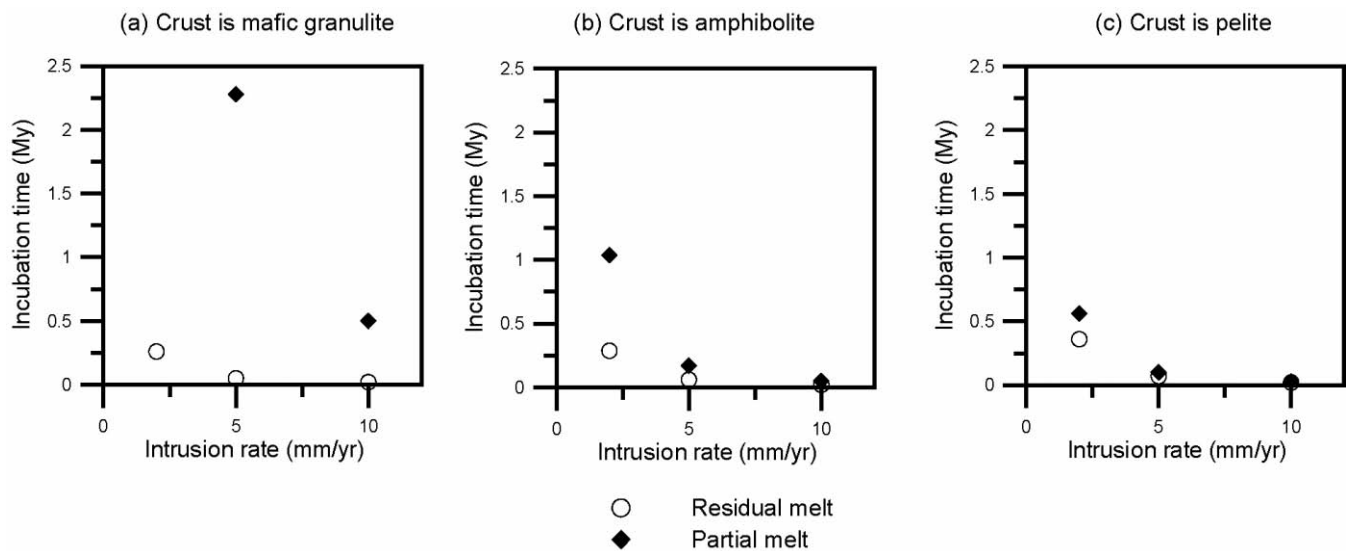 (a) Crust is mafic granulite
(b) Crust is amphibolite
(c) Crust is pelite
Incubation time (My)
2.5
2
1.5
1
0.5
0
0
5
10
Intrusion rate (mm/yr)
Incubation time (My)
2.5
2
1.5
1
0.5
0
0
5
10
Intrusion rate (mm/yr)
Incubation time (My)
2.5
2
1.5
1
0.5
0
0
5
10
Intrusion rate (mm/yr)
Residual melt
Partial melt